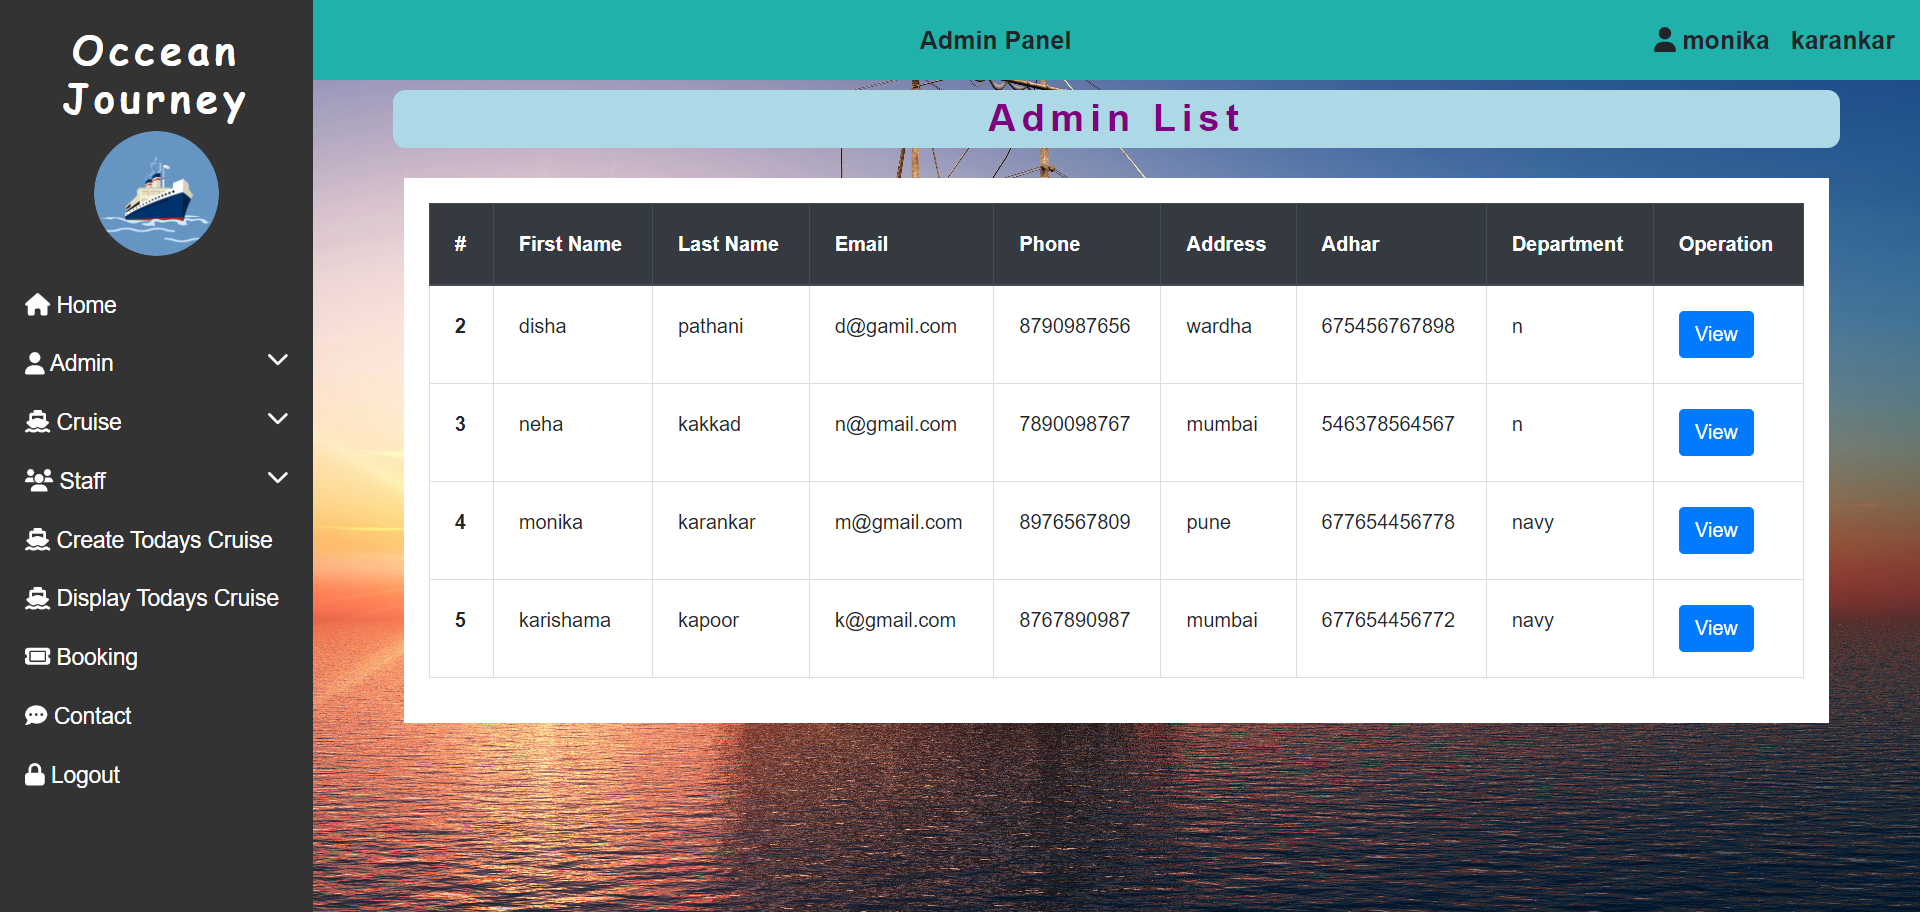 Occean
Journey
Home
Admin
Cruise
Staff
Create Todays Cruise
Display Todays Cruise
Booking
Contact
Logout
Admin Panel
monika karankar
Admin List
# First Name Last Name Email Phone Address Adhar Department Operation
2 disha pathani d@gamil.com 8790987656 wardha 675456767898 n View
3 neha kakkad n@gmail.com 7890098767 mumbai 546378564567 n View
4 monika karankar m@gmail.com 8976567809 pune 677654456778 navy View
5 karishama kapoor k@gmail.com 8767890987 mumbai 677654456772 navy View